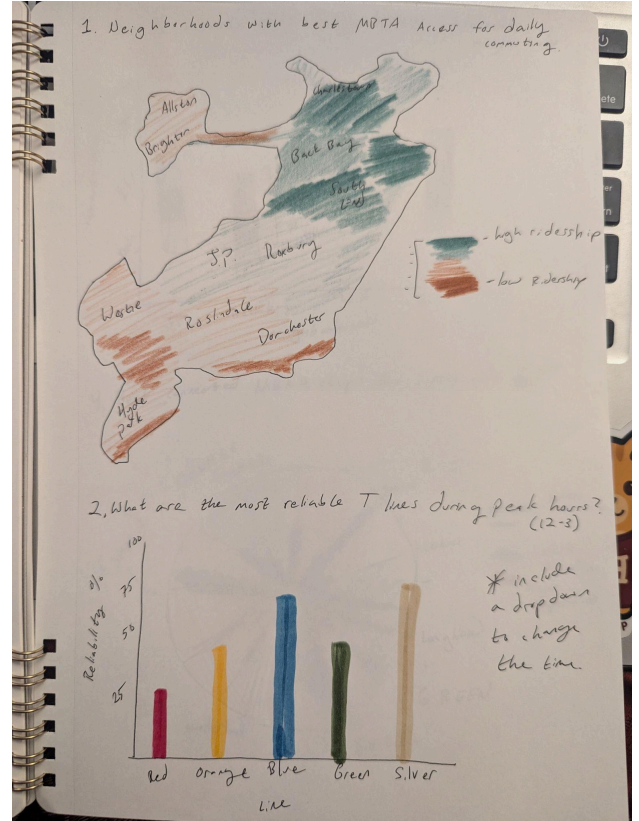 1. Neighborhoods with best MBTA Access for daily
commuting.
Allston
Brighton
Charlestown
Back Bay
South
End
J.P.
Roxbury
Westie
Roslindale
Dorchester
Hyde
Park
- high ridesship
- low Ridership
2. What are the most reliable T lines during peak hours?
(12-3)
100
75
50
25
Reliability %
Red
Orange
Blue
Green
Silver
Line
* include
a dropdown
to change
the time.